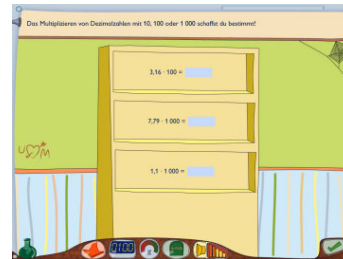 Das Multiplizieren von Dezimalzahlen mit 10, 100 oder 1 000 schaffst du bestimmt!
3,16 · 100 =
7,79 · 1 000 =
1,1 · 1 000 =
U
M
0100